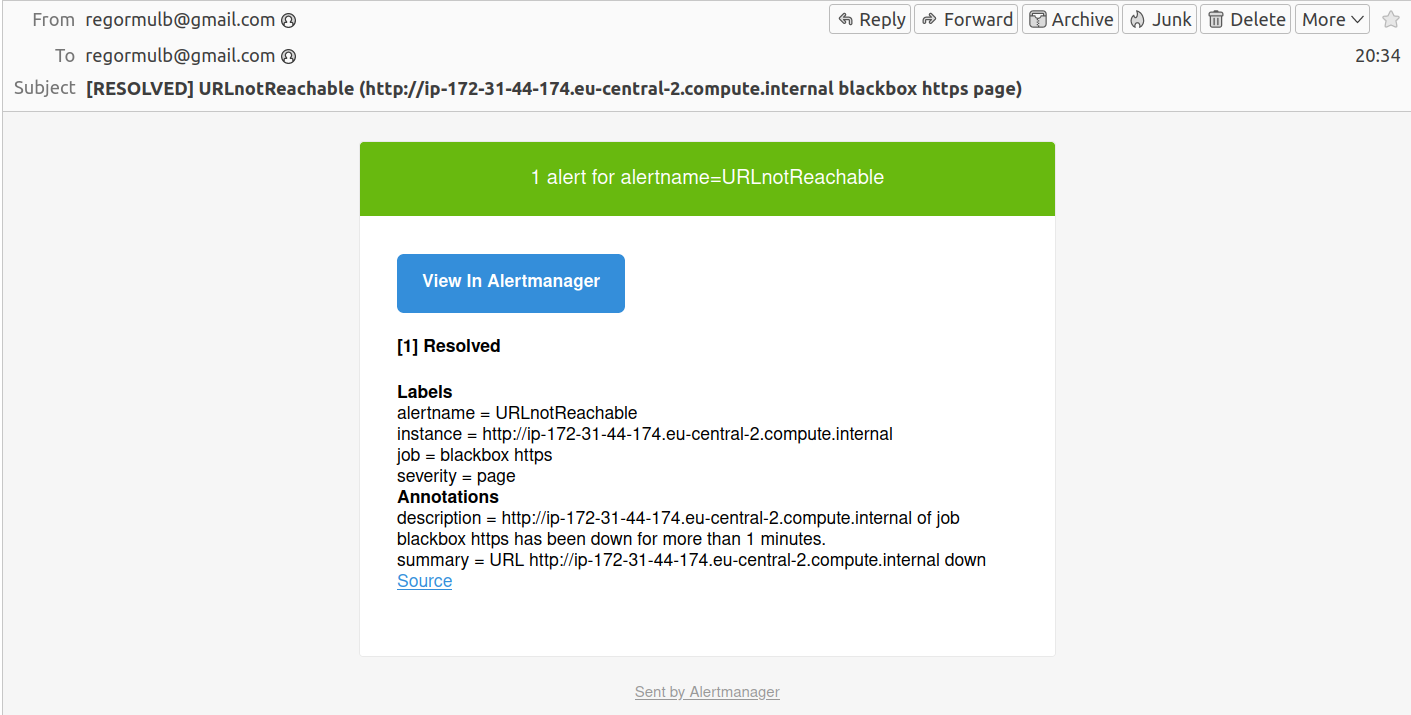 From regormulb@gmail.com Reply Forward Archive Junk Delete More
To regormulb@gmail.com 20:34
Subject [RESOLVED] URLnotReachable (http://ip-172-31-44-174.eu-central-2.compute.internal blackbox https page)
1 alert for alertname=URLnotReachable
View In Alertmanager
[1] Resolved
Labels
alertname = URLnotReachable
instance = http://ip-172-31-44-174.eu-central-2.compute.internal
job = blackbox https
severity = page
Annotations
description = http://ip-172-31-44-174.eu-central-2.compute.internal of job
blackbox https has been down for more than 1 minutes.
summary = URL http://ip-172-31-44-174.eu-central-2.compute.internal down
Source
Sent by Alertmanager